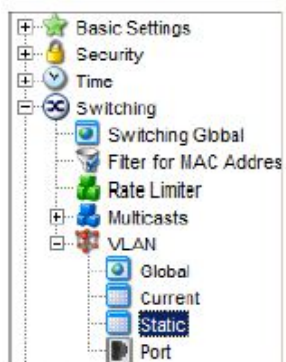 Basic Settings
Security
Time
Switching
Switching Global
Filter for MAC Addres
Rate Limiter
Multicasts
VLAN
Global
Current
Static
Port